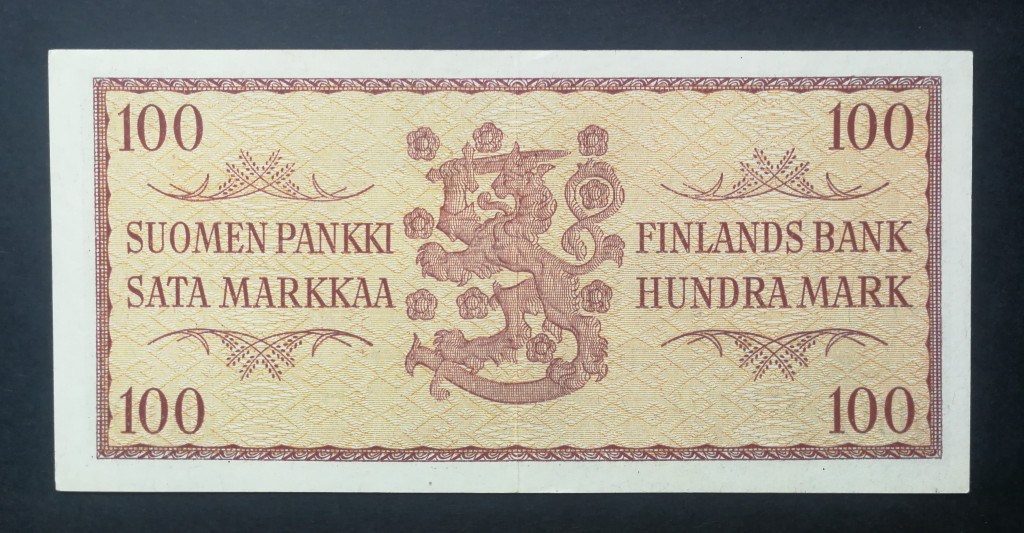 100
100
SUOMEN PANKKI
FINLANDS BANK
SATA MARKKAA
HUNDRA MARK
100
100